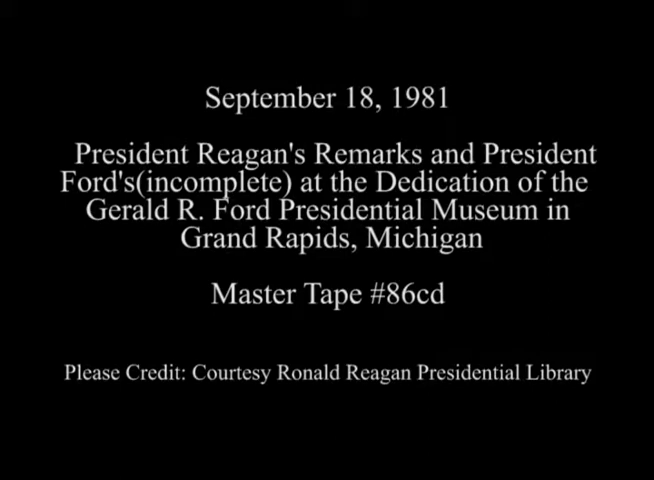 September 18, 1981
President Reagan's Remarks and President
Ford's(incomplete) at the Dedication of the
Gerald R. Ford Presidential Museum in
Grand Rapids, Michigan
Master Tape #86cd
Please Credit: Courtesy Ronald Reagan Presidential Library